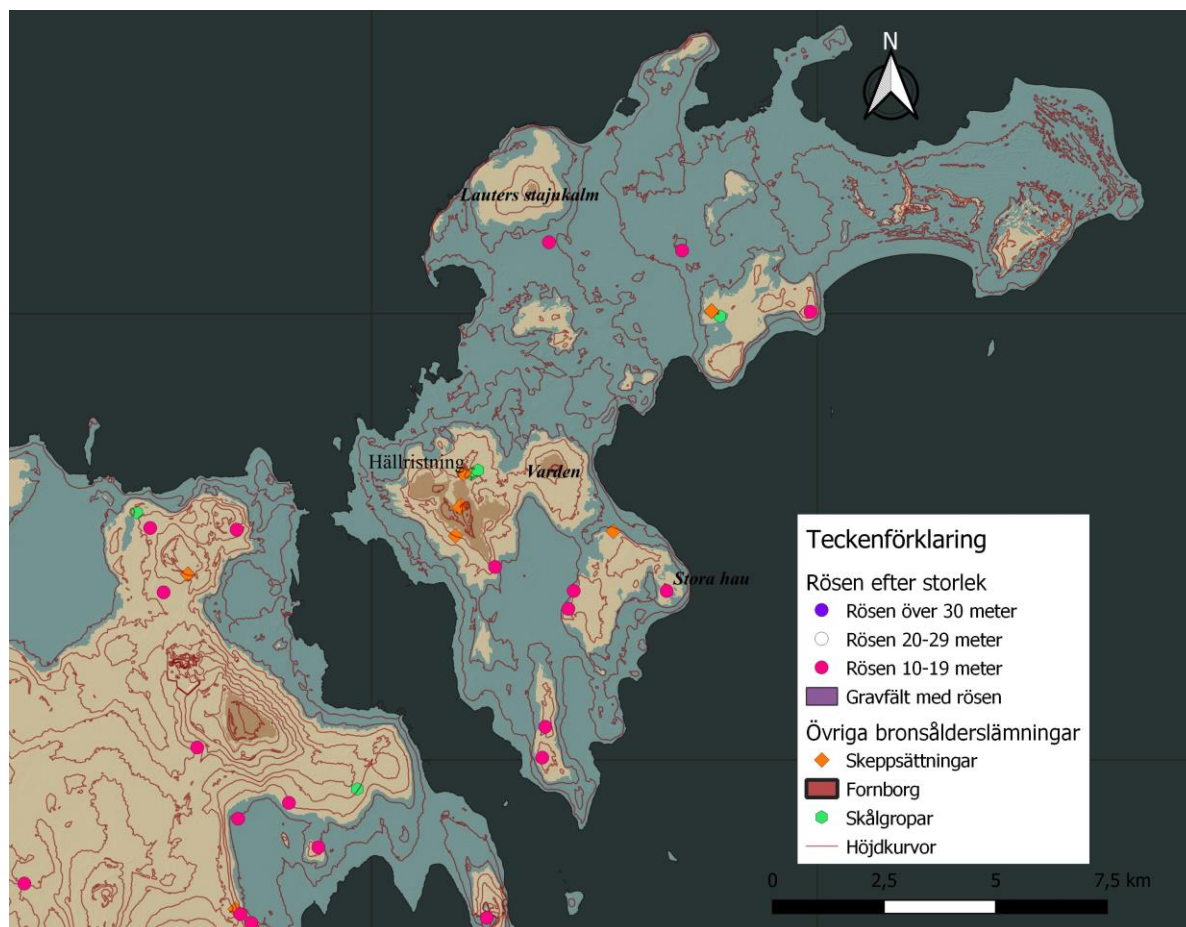 N
Lauters stajukalm
Hällristning
Varden
Stora hau
Teckenförklaring
Rösen efter storlek
Rösen över 30 meter
Rösen 20-29 meter
Rösen 10-19 meter
Gravfält med rösen
Övriga bronsålderslämningar
Skeppsättningar
Fornborg
Skålgropar
Höjdkurvor
0 2,5 5 7,5 km